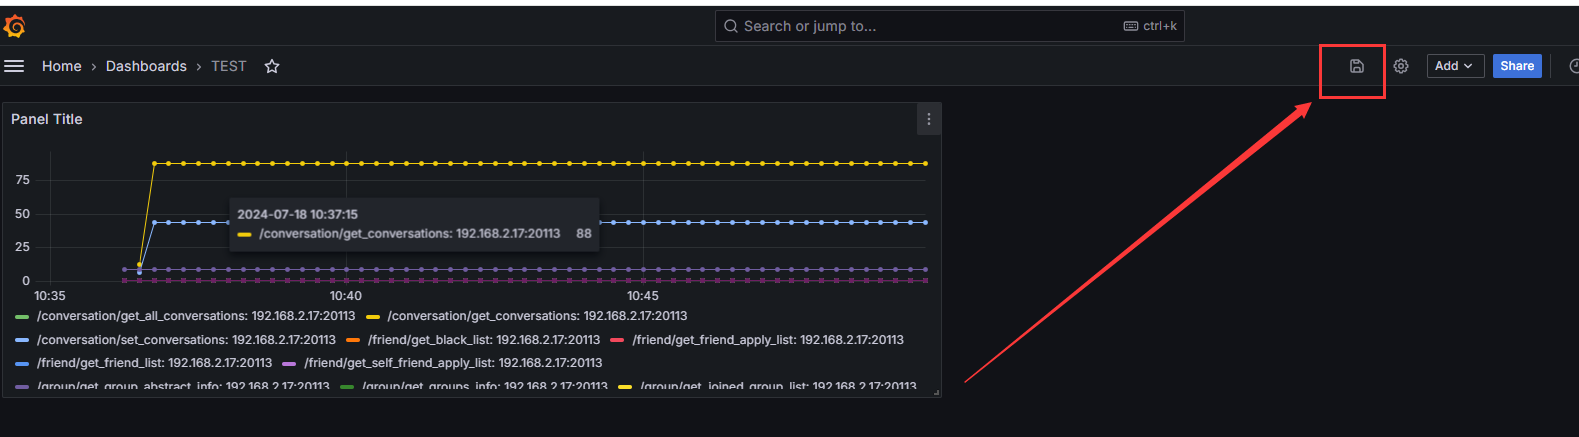 Search or jump to... ctrl+k
Home › Dashboards › TEST Add Share
Panel Title
75
50
25
0
2024-07-18 10:37:15
/conversation/get_conversations: 192.168.2.17:20113 88
10:35 10:40 10:45
/conversation/get_all_conversations: 192.168.2.17:20113 /conversation/get_conversations: 192.168.2.17:20113
/conversation/set_conversations: 192.168.2.17:20113 /friend/get_black_list: 192.168.2.17:20113 /friend/get_friend_apply_list: 192.168.2.17:20113
/friend/get_friend_list: 192.168.2.17:20113 /friend/get_self_friend_apply_list: 192.168.2.17:20113
/group/get_group_abstract_info: 192.168.2.17:20113 /group/get_groups_info: 192.168.2.17:20113 /group/get_joined_group_list: 192.168.2.17:20113